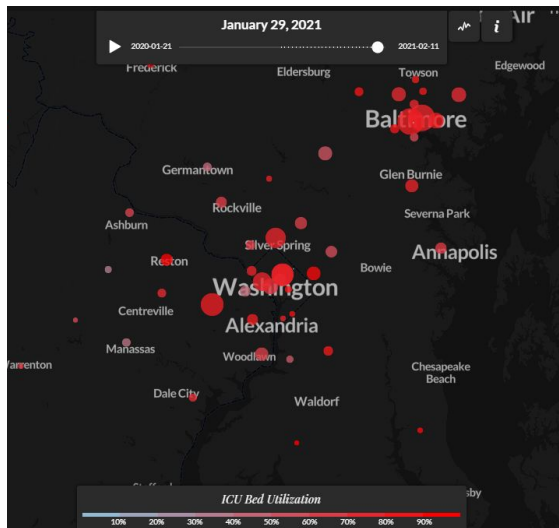 January 29, 2021
Air
2020-01-21
2021-02-11
i
Frederick
Eldersburg
Towson
Edgewood
Baltimore
Germantown
Glen Burnie
Rockville
Severna Park
Ashburn
Silver Spring
Annapolis
Reston
Bowie
Washington
Centreville
Alexandria
Manassas
Woodlawn
Chesapeake
Beach
Warrenton
Dale City
Waldorf
ICU Bed Utilization
10% 20% 30% 40% 50% 60% 70% 80% 90%